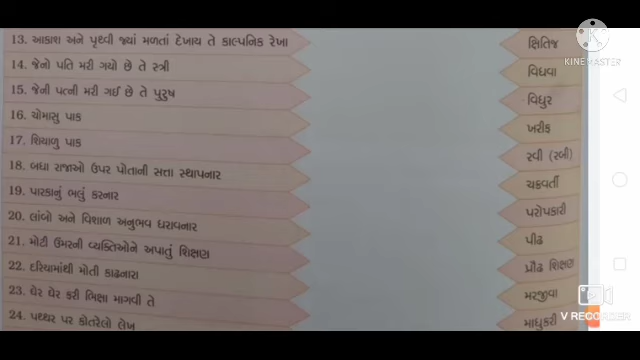 13. આકાશ અને પૃથ્વી જ્યાં મળતાં દેખાય તે કાલ્પનિક રેખા ક્ષિતિજ
14. જેનો પતિ મરી ગયો છે તે સ્ત્રી વિધવા
15. જેની પત્ની મરી ગઈ છે તે પુરુષ વિધુર
16. ચોમાસુ પાક ખરીફ
17. શિયાળુ પાક રવી (રબી)
18. બધા રાજાઓ ઉપર પોતાની સત્તા સ્થાપનાર ચક્રવર્તી
19. પારકાનું ભલું કરનાર પરોપકારી
20. લાંબો અને વિશાળ અનુભવ ધરાવનાર પીઢ
21. મોટી ઉંમરની વ્યક્તિઓને અપાતું શિક્ષણ પ્રૌઢ શિક્ષણ
22. દરિયામાંથી મોતી કાઢનારા મરજીવા
23. ઘેર ઘેર ફરી ભિક્ષા માગવી તે માધુકરી
24. પથ્થર પર કોતરેલો લેખ
KINEMASTER
V RECORDER